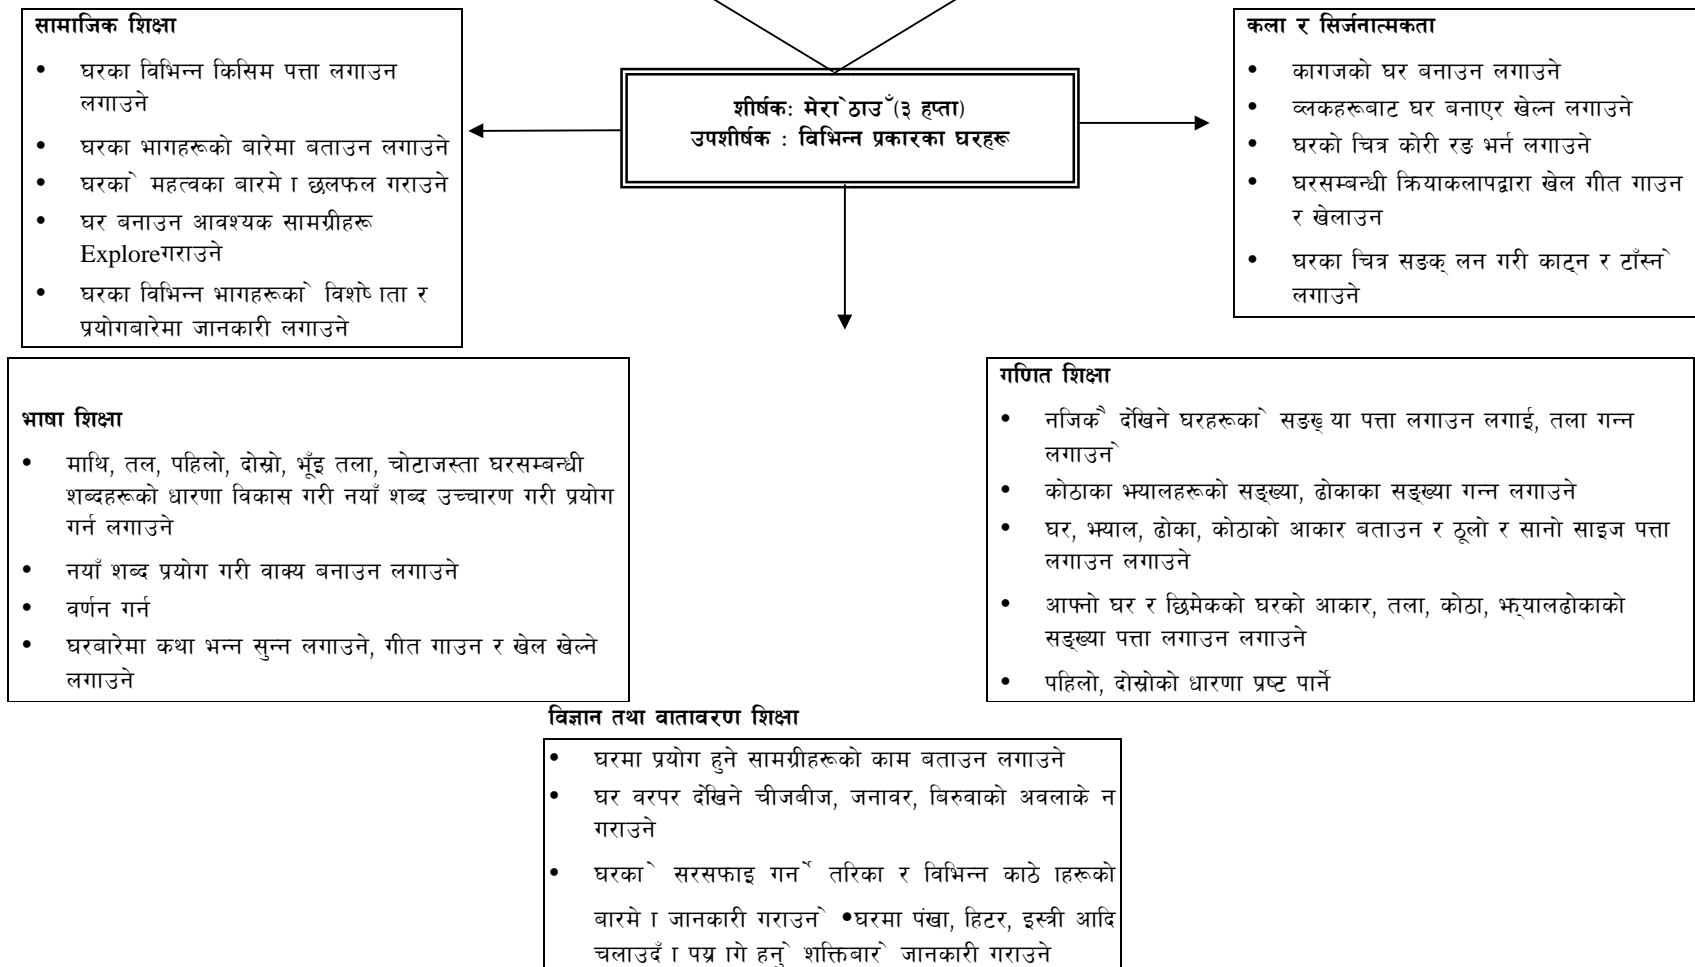 सामाजिक शिक्षा
• घरका विभिन्न किसिम पत्ता लगाउन
लगाउने
• घरका भागहरूको बारेमा बताउन लगाउने
• घरका े महत्वका बारमे ा छलफल गराउने
• घर बनाउन आवश्यक सामग्रीहरू
Exploreगराउने
• घरका विभिन्न भागहरूका े विशष्े ाता र
प्रयोगबारेमा जानकारी लगाउने
शीर्षक: मेरा े ठाउँ (३ हप्ता)
उपशीर्षक : विभिन्न प्रकारका घरहरू
कला र सिर्जनात्मकता
• कागजको घर बनाउन लगाउने
• व्लकहरूबाट घर बनाएर खेल्न लगाउने
• घरको चित्र कोरी रङ भर्न लगाउने
• घरसम्बन्धी क्रियाकलापद्वारा खेल गीत गाउन
र खेलाउन
• घरका चित्र सङक् लन गरी काट्न र टाँस्न े
लगाउने
भाषा शिक्षा
• माथि, तल, पहिलो, दोस्रो, भूँइ तला, चोटाजस्ता घरसम्बन्धी
शब्दहरूको धारणा विकास गरी नयाँ शब्द उच्चारण गरी प्रयोग
गर्न लगाउने
• नयाँ शब्द प्रयोग गरी वाक्य बनाउन लगाउने
• वर्णन गर्न
• घरबारेमा कथा भन्न सुन्न लगाउने, गीत गाउन र खेल खेल्ने
लगाउने
गणित शिक्षा
• नजिक ै देखिने घरहरूका े सङख् या पत्ता लगाउन लगाई, तला गन्न
लगाउन े
• कोठाका झ्यालहरूको सङ्ख्या, ढोकाका सङ्ख्या गन्न लगाउने
• घर, झ्याल, ढोका, कोठाको आकार बताउन र ठूलो र सानो साइज पत्ता
लगाउन लगाउने
• आफ्नो घर र छिमेकको घरको आकार, तला, कोठा, झ्यालढोकाको
सङ्ख्या पत्ता लगाउन लगाउने
• पहिलो, दोस्रोको धारणा प्रष्ट पार्ने
विज्ञान तथा वातावरण शिक्षा
• घरमा प्रयोग हुने सामग्रीहरूको काम बताउन लगाउने
• घर वरपर देखिने चीजबीज, जनावर, बिरुवाको अवलाके न
गराउने
• घरका े सरसफाइ गर्न े तरिका र विभिन्न काठे ाहरूको
बारमे ा जानकारी गराउन े •घरमा पंखा, हिटर, इस्त्री आदि
चलाउदँ ा पय्र ागे हनु े शक्तिबार े जानकारी गराउने